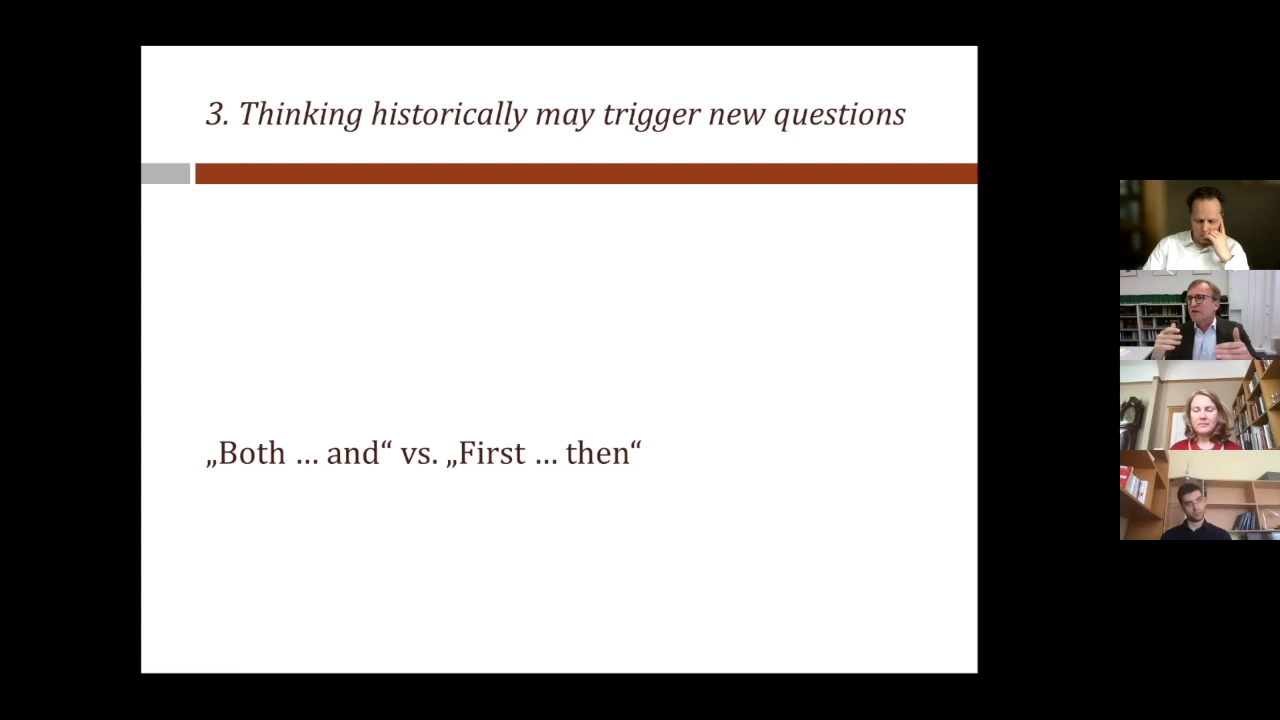 3. Thinking historically may trigger new questions
„Both … and“ vs. „First … then“